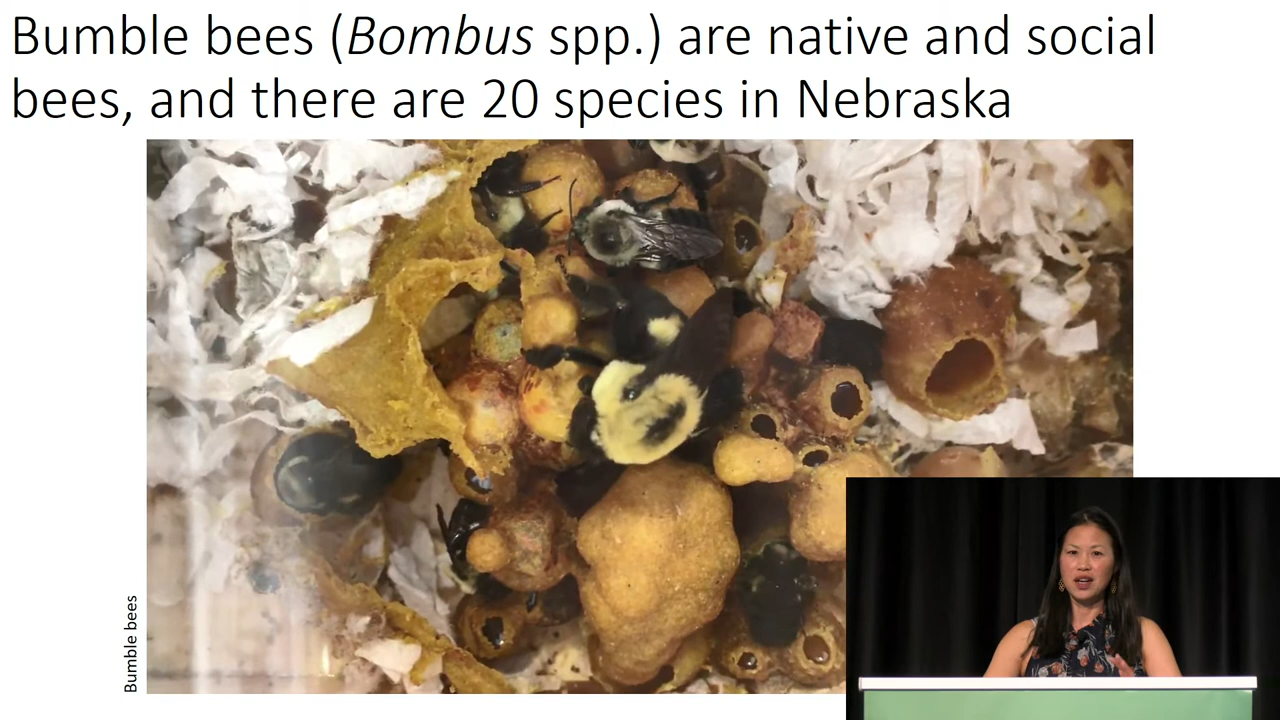 Bumble bees (Bombus spp.) are native and social
bees, and there are 20 species in Nebraska
Bumble bees